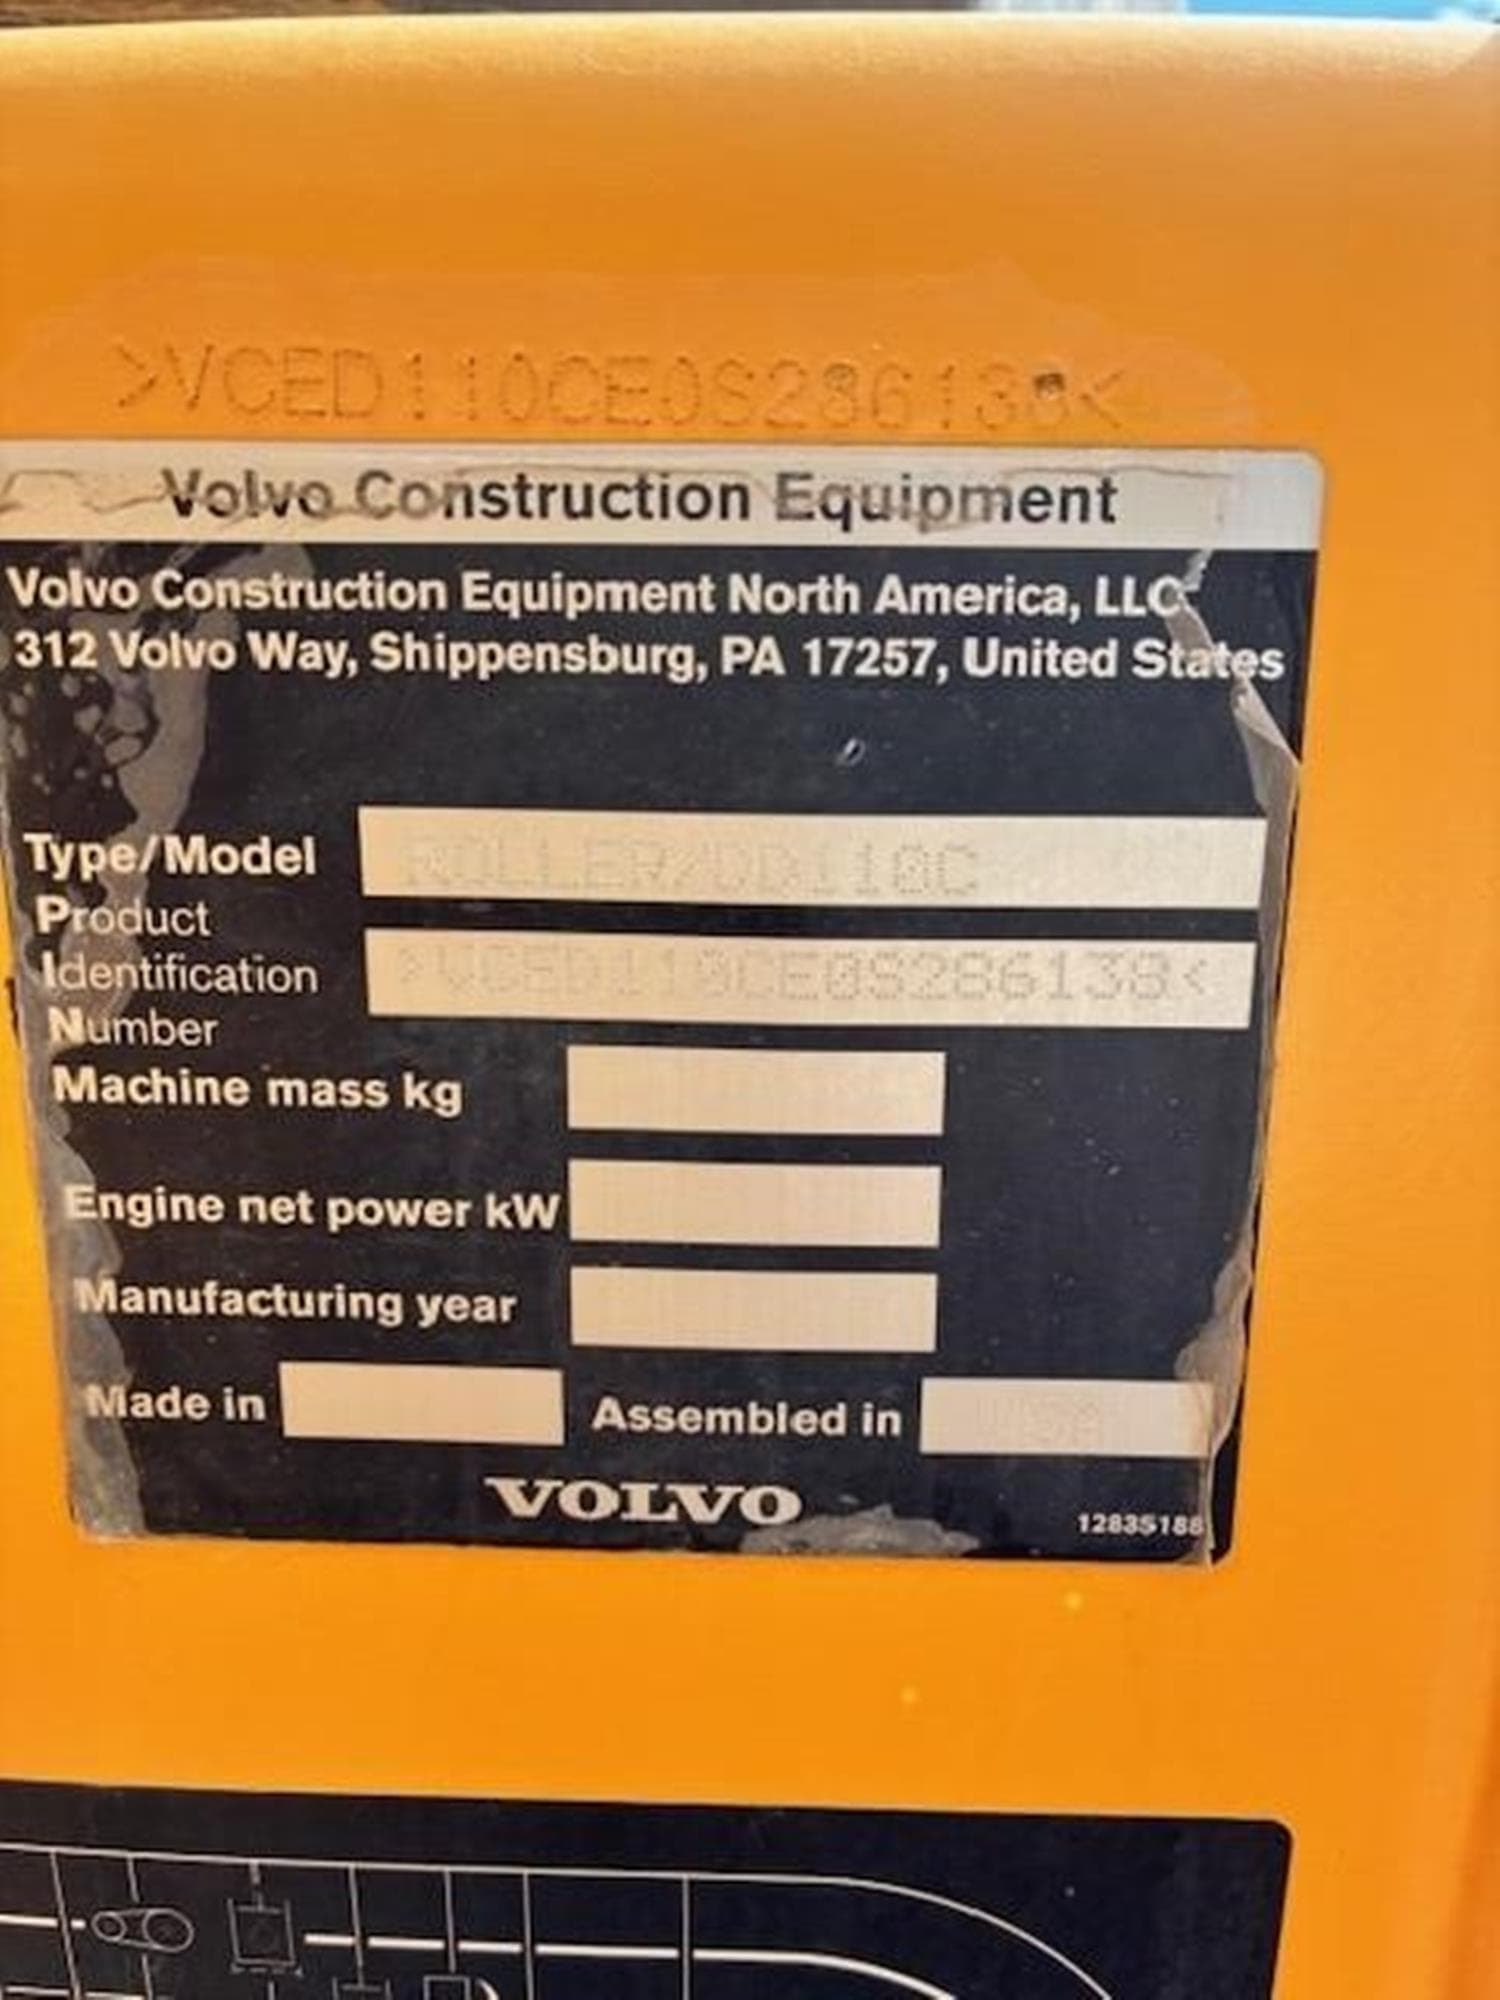 >VCED110CE0S286138<
Volvo Construction Equipment
Volvo Construction Equipment North America, LLC
312 Volvo Way, Shippensburg, PA 17257, United States
Type/Model ROLLER/DD110C
Product
Identification >VCED110CE0S286138<
Number
Machine mass kg
Engine net power kW
Manufacturing year
Made in Assembled in USA
VOLVO
12835188